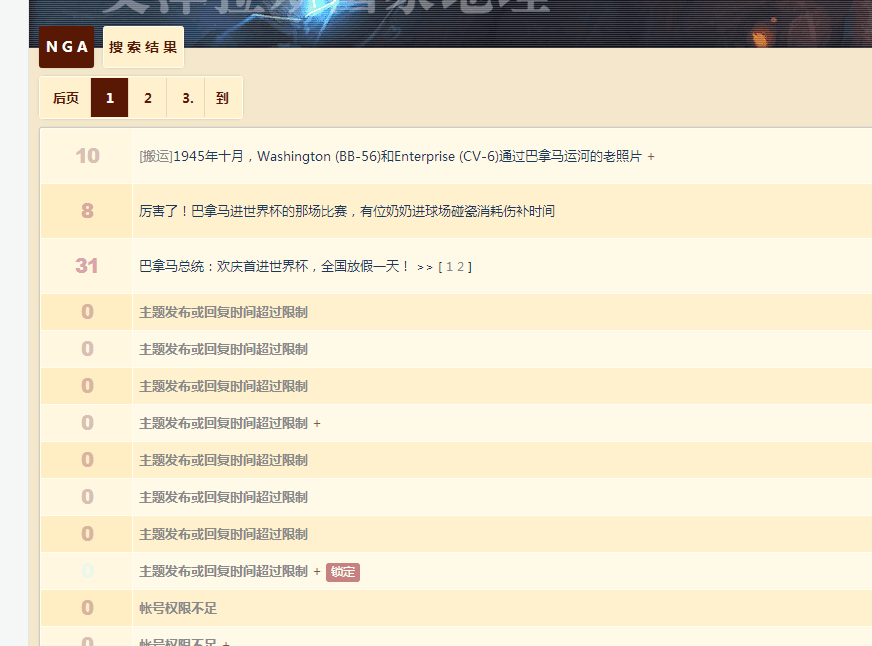 艾泽拉斯国家地理
NGA 搜索结果
后页 1 2 3. 到
10 [搬运]1945年十月，Washington (BB-56)和Enterprise (CV-6)通过巴拿马运河的老照片 +
8 厉害了！巴拿马进世界杯的那场比赛，有位奶奶进球场碰瓷消耗伤补时间
31 巴拿马总统：欢庆首进世界杯，全国放假一天！ >> [ 1 2 ]
0 主题发布或回复时间超过限制
0 主题发布或回复时间超过限制
0 主题发布或回复时间超过限制
0 主题发布或回复时间超过限制 +
0 主题发布或回复时间超过限制
0 主题发布或回复时间超过限制
0 主题发布或回复时间超过限制
0 主题发布或回复时间超过限制 + 锁定
0 帐号权限不足
0 帐号权限不足 +